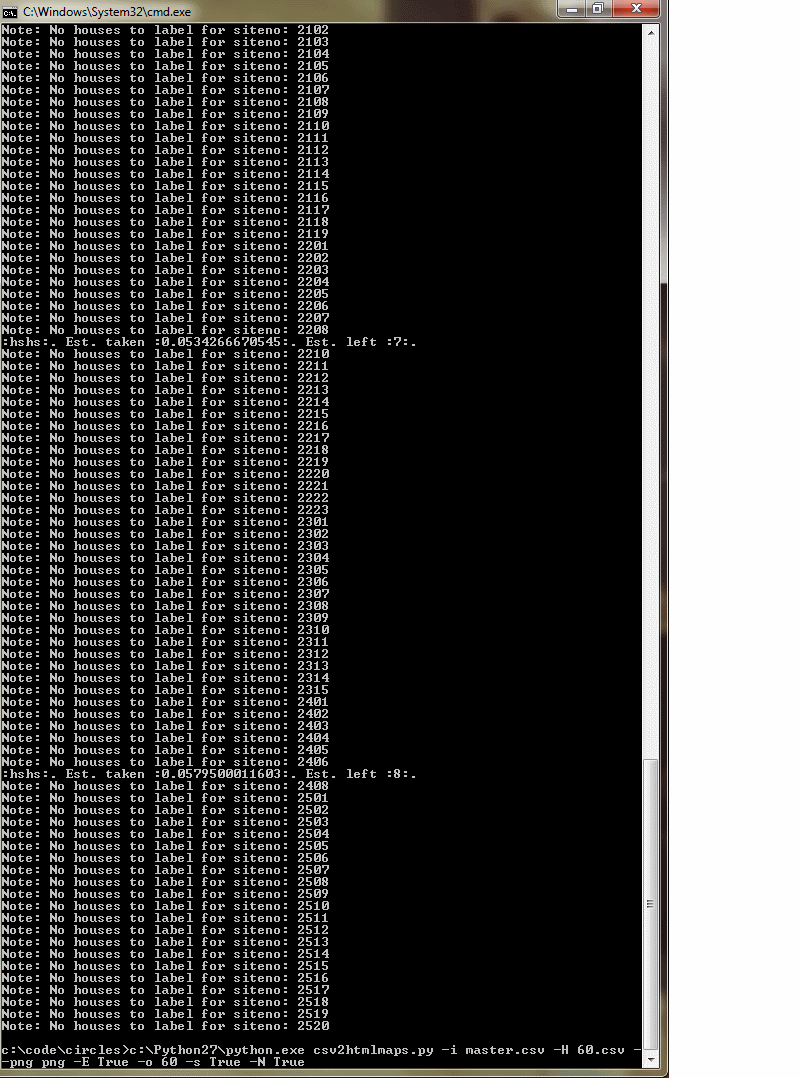 C:\Windows\System32\cmd.exe
Note: No houses to label for siteno: 2102
Note: No houses to label for siteno: 2103
Note: No houses to label for siteno: 2104
Note: No houses to label for siteno: 2105
Note: No houses to label for siteno: 2106
Note: No houses to label for siteno: 2107
Note: No houses to label for siteno: 2108
Note: No houses to label for siteno: 2109
Note: No houses to label for siteno: 2110
Note: No houses to label for siteno: 2111
Note: No houses to label for siteno: 2112
Note: No houses to label for siteno: 2113
Note: No houses to label for siteno: 2114
Note: No houses to label for siteno: 2115
Note: No houses to label for siteno: 2116
Note: No houses to label for siteno: 2117
Note: No houses to label for siteno: 2118
Note: No houses to label for siteno: 2119
Note: No houses to label for siteno: 2201
Note: No houses to label for siteno: 2202
Note: No houses to label for siteno: 2203
Note: No houses to label for siteno: 2204
Note: No houses to label for siteno: 2205
Note: No houses to label for siteno: 2206
Note: No houses to label for siteno: 2207
Note: No houses to label for siteno: 2208
:hshs:. Est. taken :0.0534266670545:. Est. left :7:.
Note: No houses to label for siteno: 2210
Note: No houses to label for siteno: 2211
Note: No houses to label for siteno: 2212
Note: No houses to label for siteno: 2213
Note: No houses to label for siteno: 2214
Note: No houses to label for siteno: 2215
Note: No houses to label for siteno: 2216
Note: No houses to label for siteno: 2217
Note: No houses to label for siteno: 2218
Note: No houses to label for siteno: 2219
Note: No houses to label for siteno: 2220
Note: No houses to label for siteno: 2221
Note: No houses to label for siteno: 2222
Note: No houses to label for siteno: 2223
Note: No houses to label for siteno: 2301
Note: No houses to label for siteno: 2302
Note: No houses to label for siteno: 2303
Note: No houses to label for siteno: 2304
Note: No houses to label for siteno: 2305
Note: No houses to label for siteno: 2306
Note: No houses to label for siteno: 2307
Note: No houses to label for siteno: 2308
Note: No houses to label for siteno: 2309
Note: No houses to label for siteno: 2310
Note: No houses to label for siteno: 2311
Note: No houses to label for siteno: 2312
Note: No houses to label for siteno: 2313
Note: No houses to label for siteno: 2314
Note: No houses to label for siteno: 2315
Note: No houses to label for siteno: 2401
Note: No houses to label for siteno: 2402
Note: No houses to label for siteno: 2403
Note: No houses to label for siteno: 2404
Note: No houses to label for siteno: 2405
Note: No houses to label for siteno: 2406
:hshs:. Est. taken :0.0579500011603:. Est. left :8:.
Note: No houses to label for siteno: 2408
Note: No houses to label for siteno: 2501
Note: No houses to label for siteno: 2502
Note: No houses to label for siteno: 2503
Note: No houses to label for siteno: 2504
Note: No houses to label for siteno: 2505
Note: No houses to label for siteno: 2506
Note: No houses to label for siteno: 2507
Note: No houses to label for siteno: 2508
Note: No houses to label for siteno: 2509
Note: No houses to label for siteno: 2510
Note: No houses to label for siteno: 2511
Note: No houses to label for siteno: 2512
Note: No houses to label for siteno: 2513
Note: No houses to label for siteno: 2514
Note: No houses to label for siteno: 2515
Note: No houses to label for siteno: 2516
Note: No houses to label for siteno: 2517
Note: No houses to label for siteno: 2518
Note: No houses to label for siteno: 2519
Note: No houses to label for siteno: 2520
c:\code\circles>c:\Python27\python.exe csv2htmlmaps.py -i master.csv -H 60.csv -
-png png -E True -o 60 -s True -N True